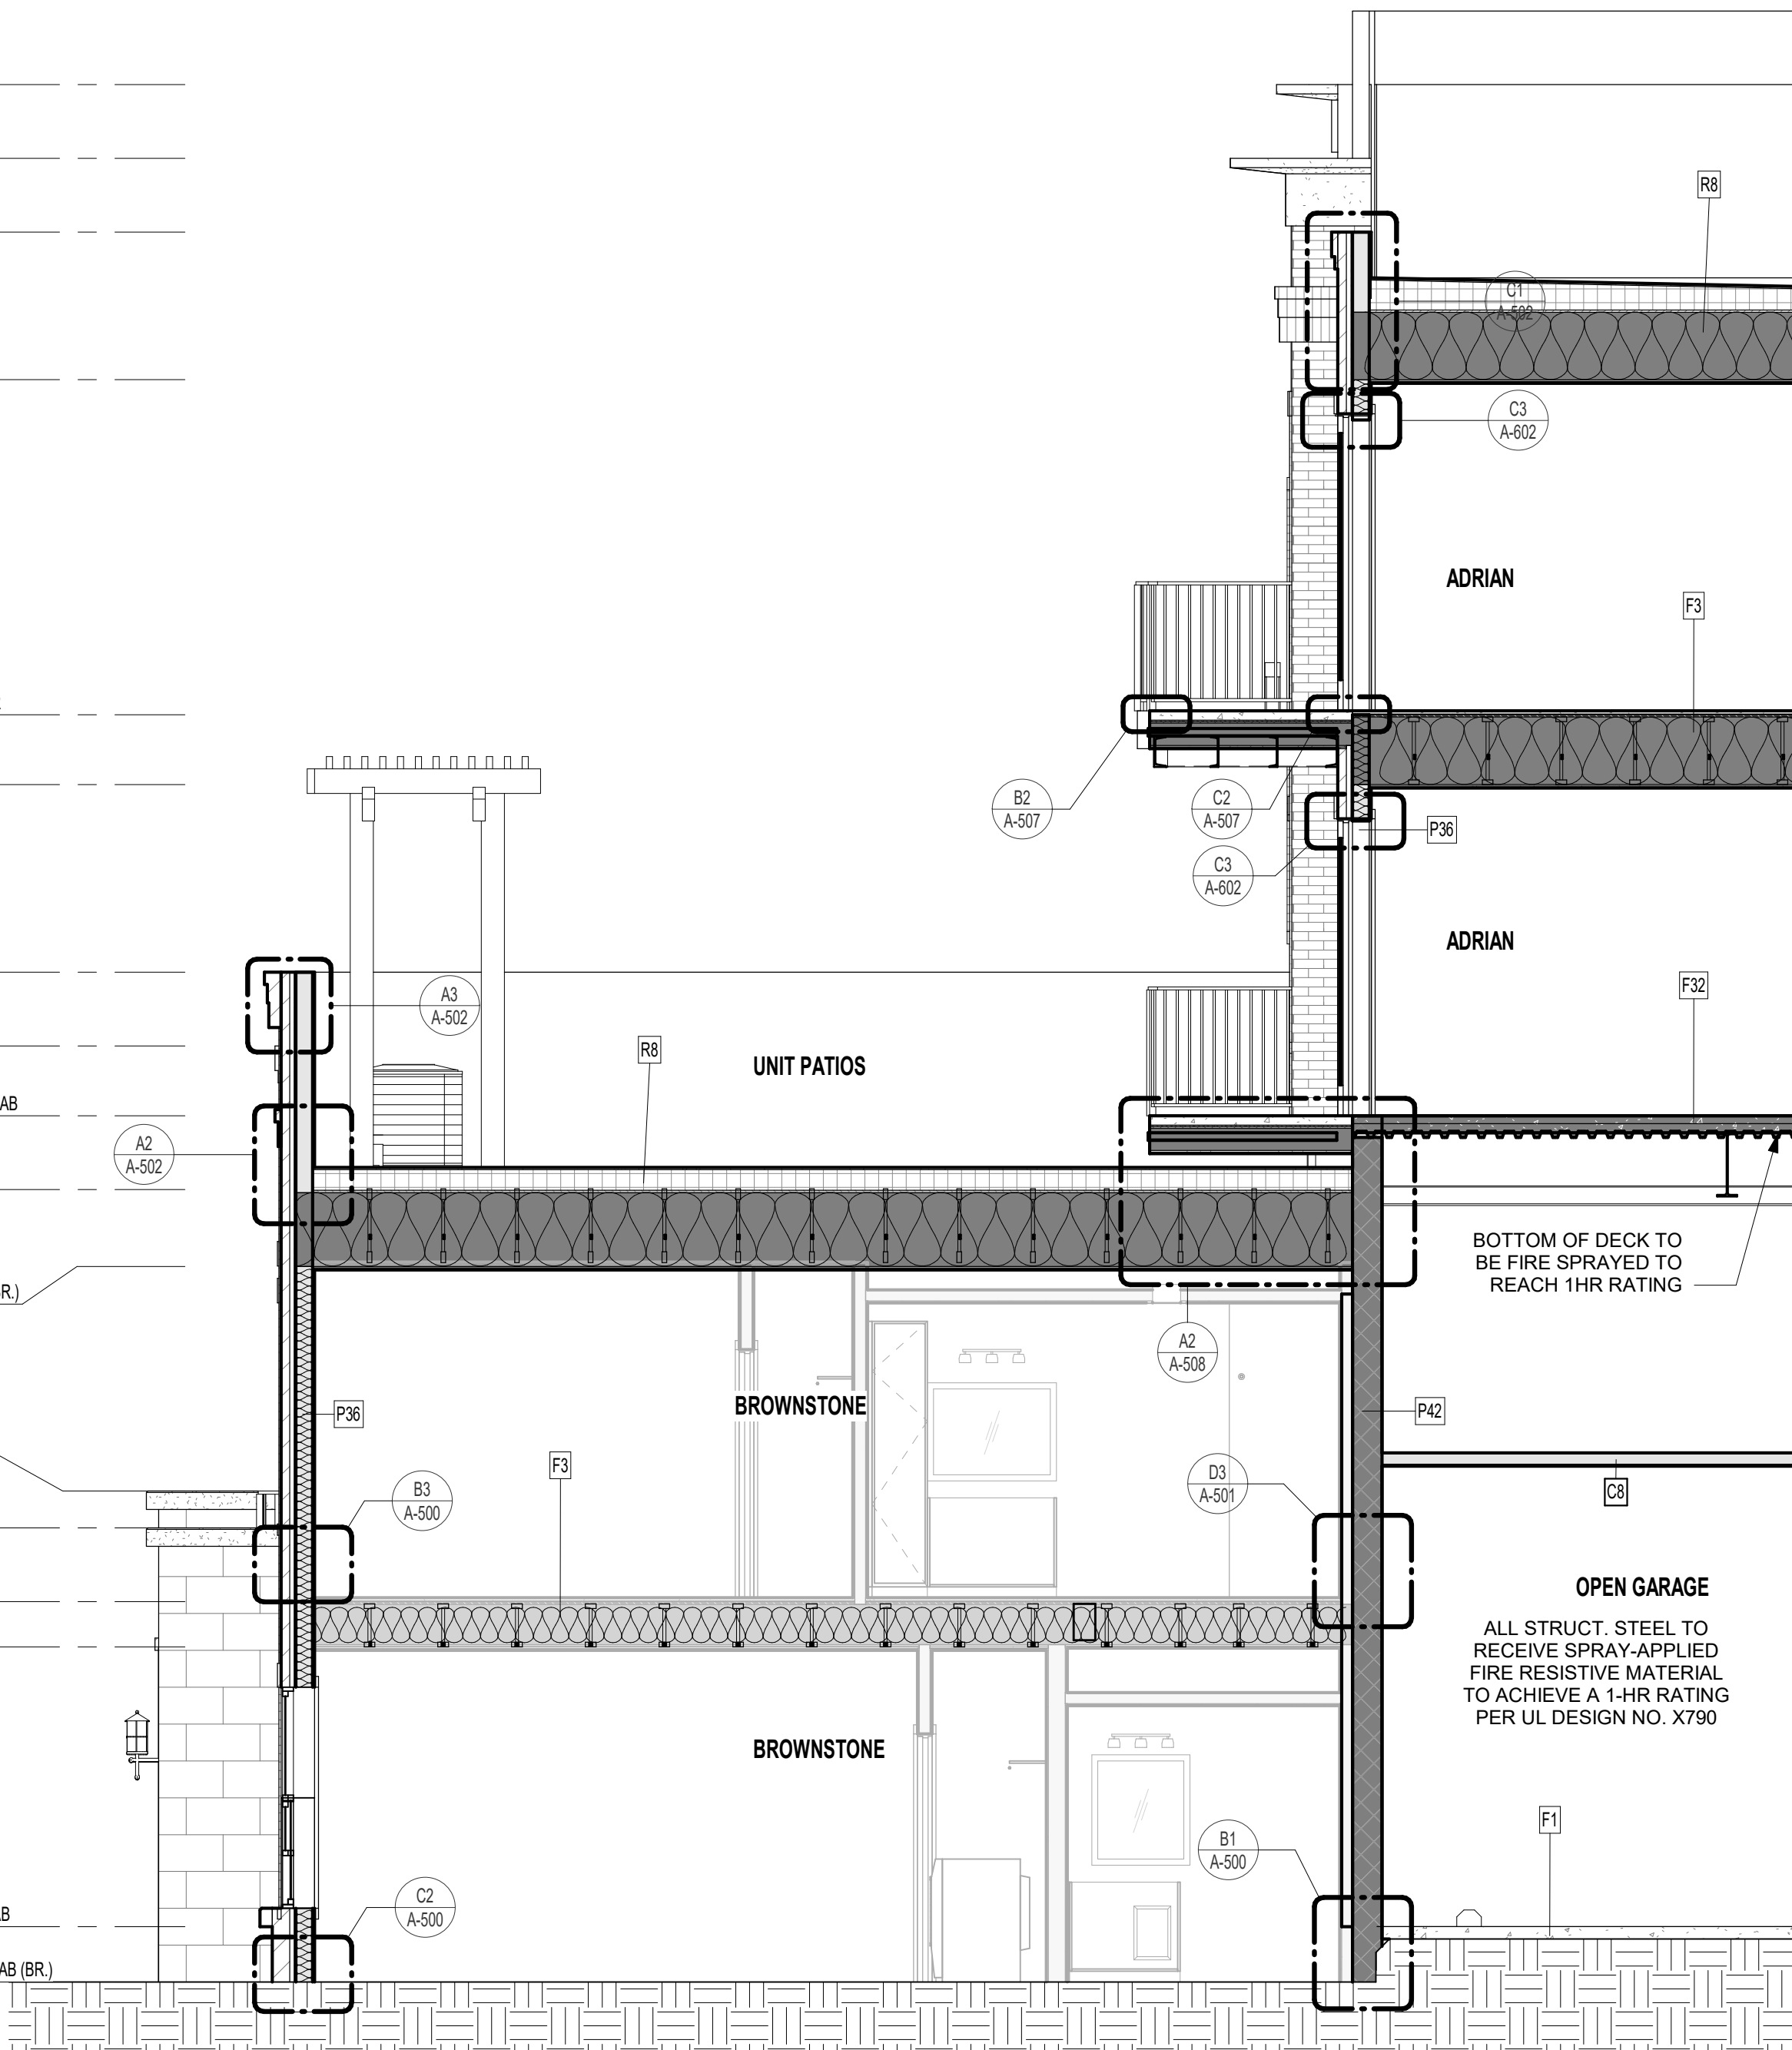 R8
C1
A-502
C3
A-602
ADRIAN
F3
B2
A-507
C2
A-507
P36
C3
A-602
ADRIAN
A3
A-502
F32
R8
UNIT PATIOS
AB
A2
A-502
BOTTOM OF DECK TO
BE FIRE SPRAYED TO
REACH 1HR RATING
R.)
A2
A-508
BROWNSTONE
P36
P42
F3
B3
A-500
D3
A-501
C8
OPEN GARAGE
ALL STRUCT. STEEL TO
RECEIVE SPRAY-APPLIED
FIRE RESISTIVE MATERIAL
TO ACHIEVE A 1-HR RATING
PER UL DESIGN NO. X790
BROWNSTONE
F1
B1
A-500
C2
A-500
AB (BR.)